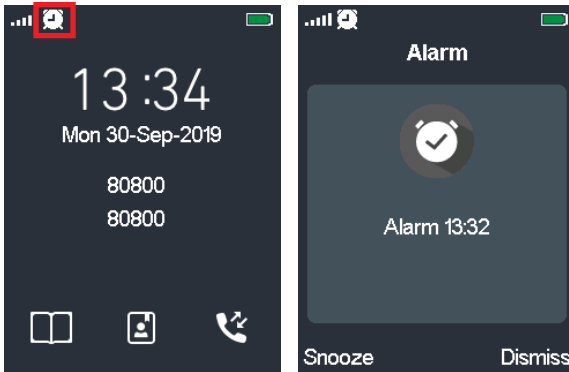 13:34
Mon 30-Sep-2019
80800
80800
Alarm
Alarm 13:32
Snooze
Dismiss